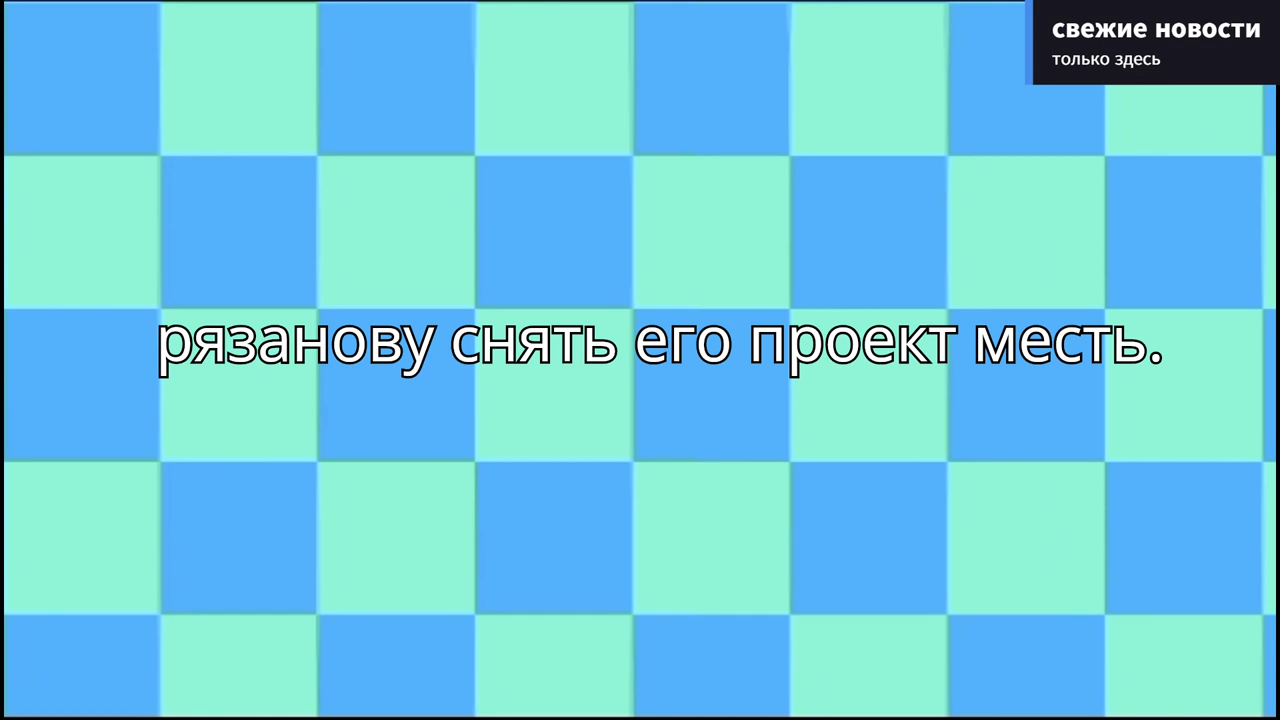 свежие новости
только здесь
рязанову снять его проект месть.